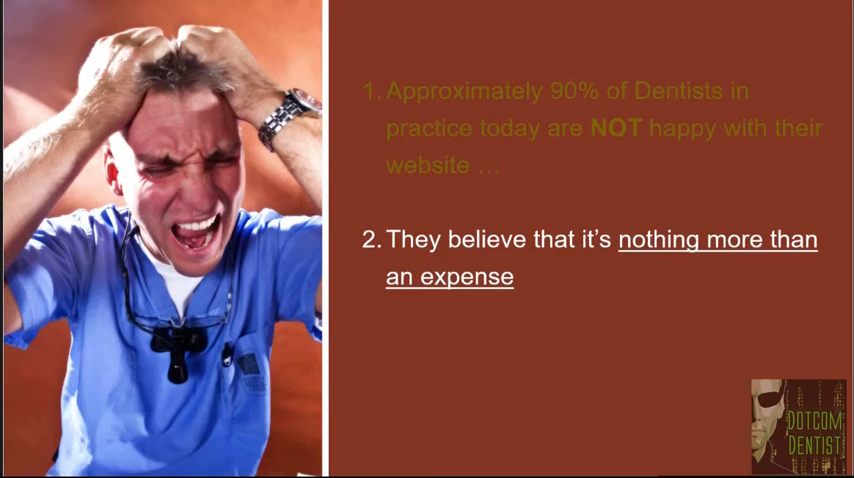 1. Approximately 90% of Dentists in
practice today are NOT happy with their
website …
2. They believe that it’s nothing more than
an expense
DOTCOM
DENTIST